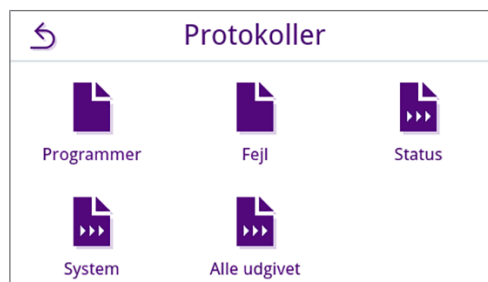 Protokoller
Programmer
Fejl
Status
System
Alle udgivet